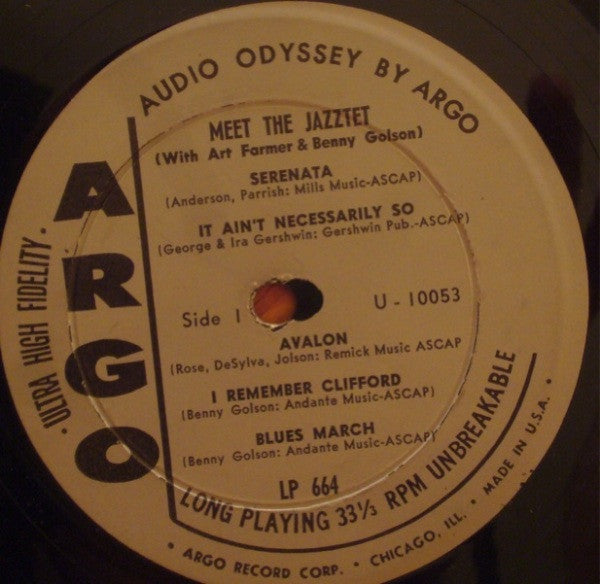 AUDIO ODYSSEY BY ARGO
MEET THE JAZZTET
(With Art Farmer & Benny Golson)
SERENATA
(Anderson, Parrish: Mills Music-ASCAP)
IT AIN'T NECESSARILY SO
(George & Ira Gershwin: Gershwin Pub.-ASCAP)
Side 1
U - 10053
AVALON
(Rose, DeSylva, Jolson: Remick Music ASCAP
I REMEMBER CLIFFORD
(Benny Golson: Andante Music-ASCAP)
BLUES MARCH
(Benny Golson: Andante Music-ASCAP)
LP 664
LONG PLAYING 33⅓ RPM UNBREAKABLE
• ULTRA HIGH FIDELITY •
ARGO
• ARGO RECORD CORP. • CHICAGO, ILL. • MADE IN U.S.A. •